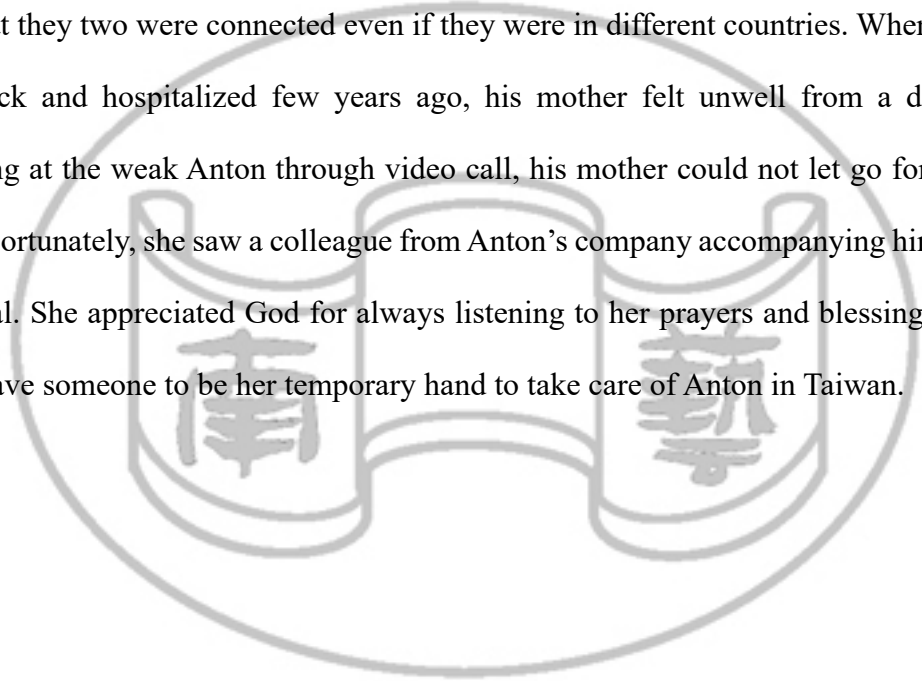 t they two were connected even if they were in different countries. When
ck and hospitalized few years ago, his mother felt unwell from a d
ng at the weak Anton through video call, his mother could not let go for
ortunately, she saw a colleague from Anton’s company accompanying him
al. She appreciated God for always listening to her prayers and blessing
ave someone to be her temporary hand to take care of Anton in Taiwan.
南 藝